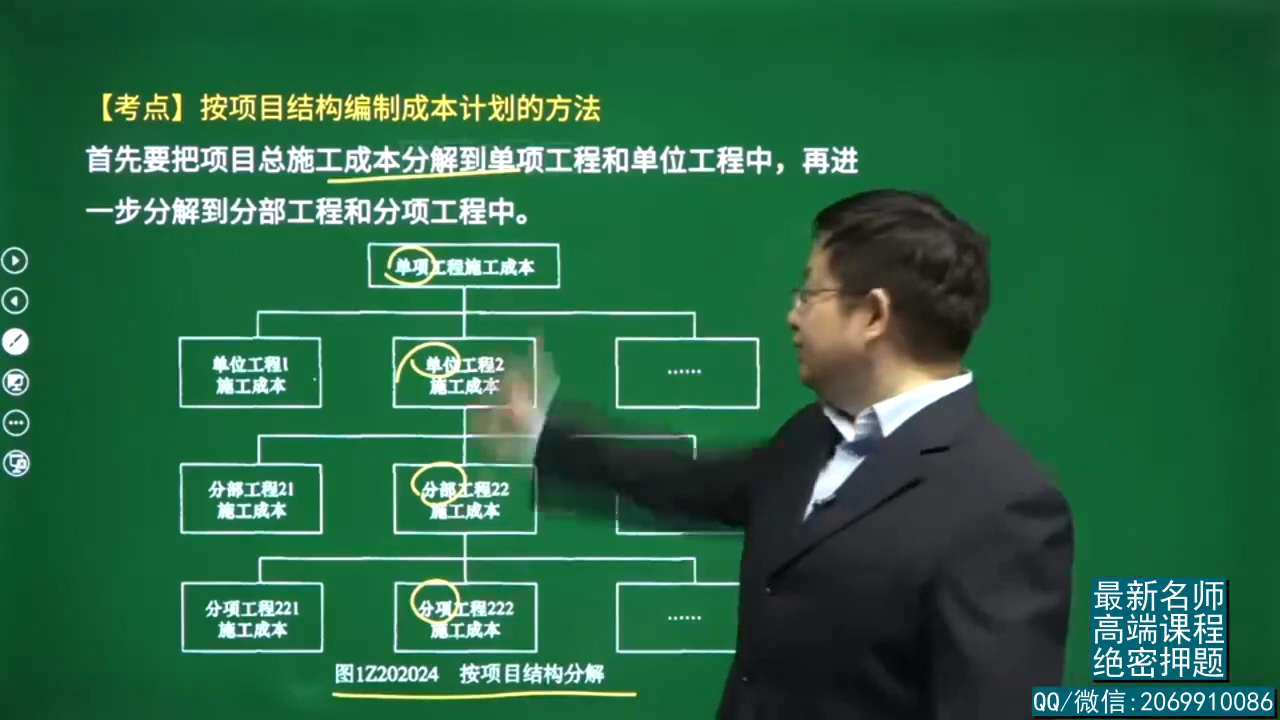 【考点】按项目结构编制成本计划的方法
首先要把项目总施工成本分解到单项工程和单位工程中，再进
一步分解到分部工程和分项工程中。
单项工程施工成本
单位工程1
施工成本
单位工程2
施工成本
……
分部工程21
施工成本
分部工程22
施工成本
分项工程221
施工成本
分项工程222
施工成本
……
图1Z202024 按项目结构分解
最新名师
高端课程
绝密押题
QQ/微信:2069910086